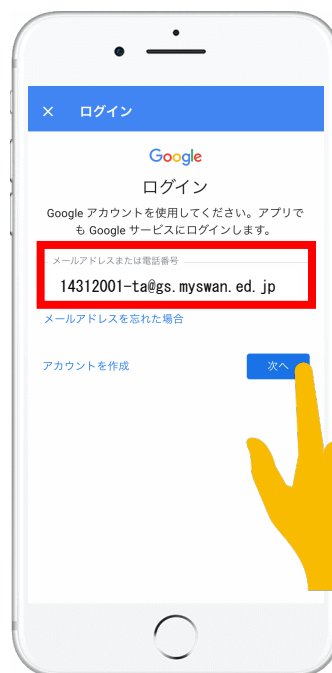 × ログイン
Google
ログイン
Google アカウントを使用してください。アプリで
も Google サービスにログインします。
メールアドレスまたは電話番号
14312001-ta@gs.myswan.ed.jp
メールアドレスを忘れた場合
アカウントを作成 次へ